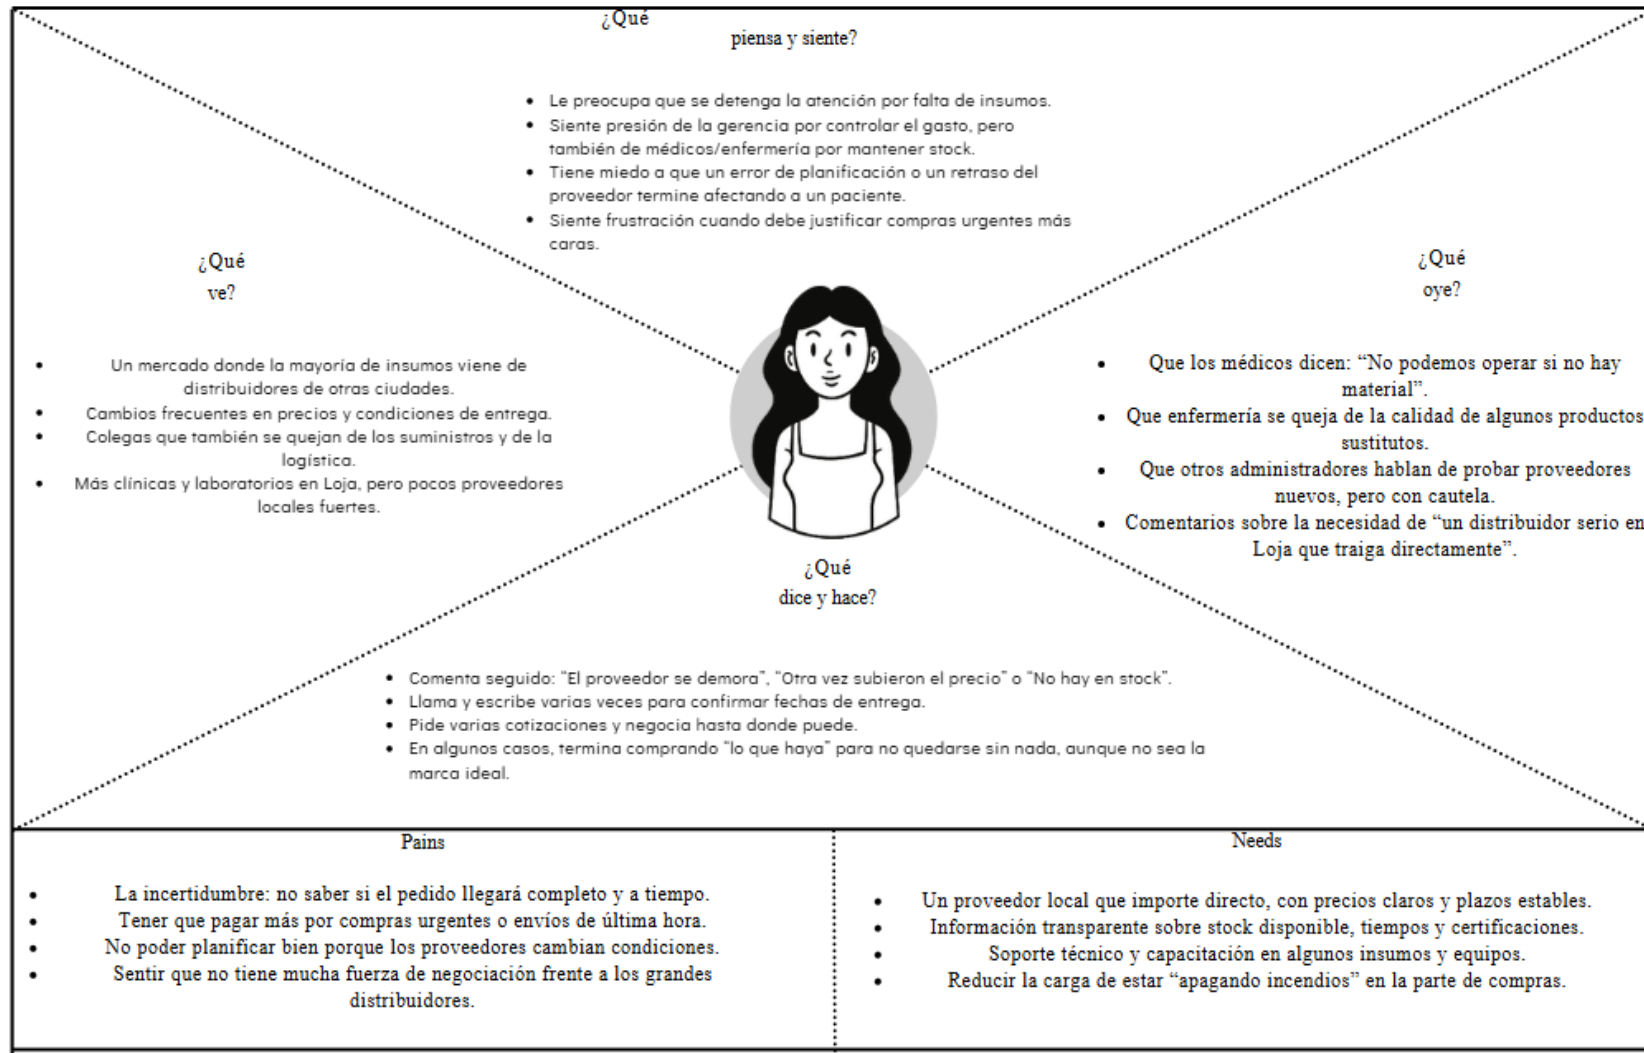 ¿Qué
piensa y siente?
• Le preocupa que se detenga la atención por falta de insumos.
• Siente presión de la gerencia por controlar el gasto, pero
también de médicos/enfermería por mantener stock.
• Tiene miedo a que un error de planificación o un retraso del
proveedor termine afectando a un paciente.
• Siente frustración cuando debe justificar compras urgentes más
caras.
¿Qué
ve?
• Un mercado donde la mayoría de insumos viene de
distribuidores de otras ciudades.
• Cambios frecuentes en precios y condiciones de entrega.
• Colegas que también se quejan de los suministros y de la
logística.
• Más clínicas y laboratorios en Loja, pero pocos proveedores
locales fuertes.
¿Qué
oye?
• Que los médicos dicen: “No podemos operar si no hay
material”.
• Que enfermería se queja de la calidad de algunos productos
sustitutos.
• Que otros administradores hablan de probar proveedores
nuevos, pero con cautela.
• Comentarios sobre la necesidad de “un distribuidor serio en
Loja que traiga directamente”.
¿Qué
dice y hace?
• Comenta seguido: "El proveedor se demora", "Otra vez subieron el precio" o "No hay en stock".
• Llama y escribe varias veces para confirmar fechas de entrega.
• Pide varias cotizaciones y negocia hasta donde puede.
• En algunos casos, termina comprando "lo que haya" para no quedarse sin nada, aunque no sea la
marca ideal.
Pains
• La incertidumbre: no saber si el pedido llegará completo y a tiempo.
• Tener que pagar más por compras urgentes o envíos de última hora.
• No poder planificar bien porque los proveedores cambian condiciones.
• Sentir que no tiene mucha fuerza de negociación frente a los grandes
distribuidores.
Needs
• Un proveedor local que importe directo, con precios claros y plazos estables.
• Información transparente sobre stock disponible, tiempos y certificaciones.
• Soporte técnico y capacitación en algunos insumos y equipos.
• Reducir la carga de estar “apagando incendios” en la parte de compras.